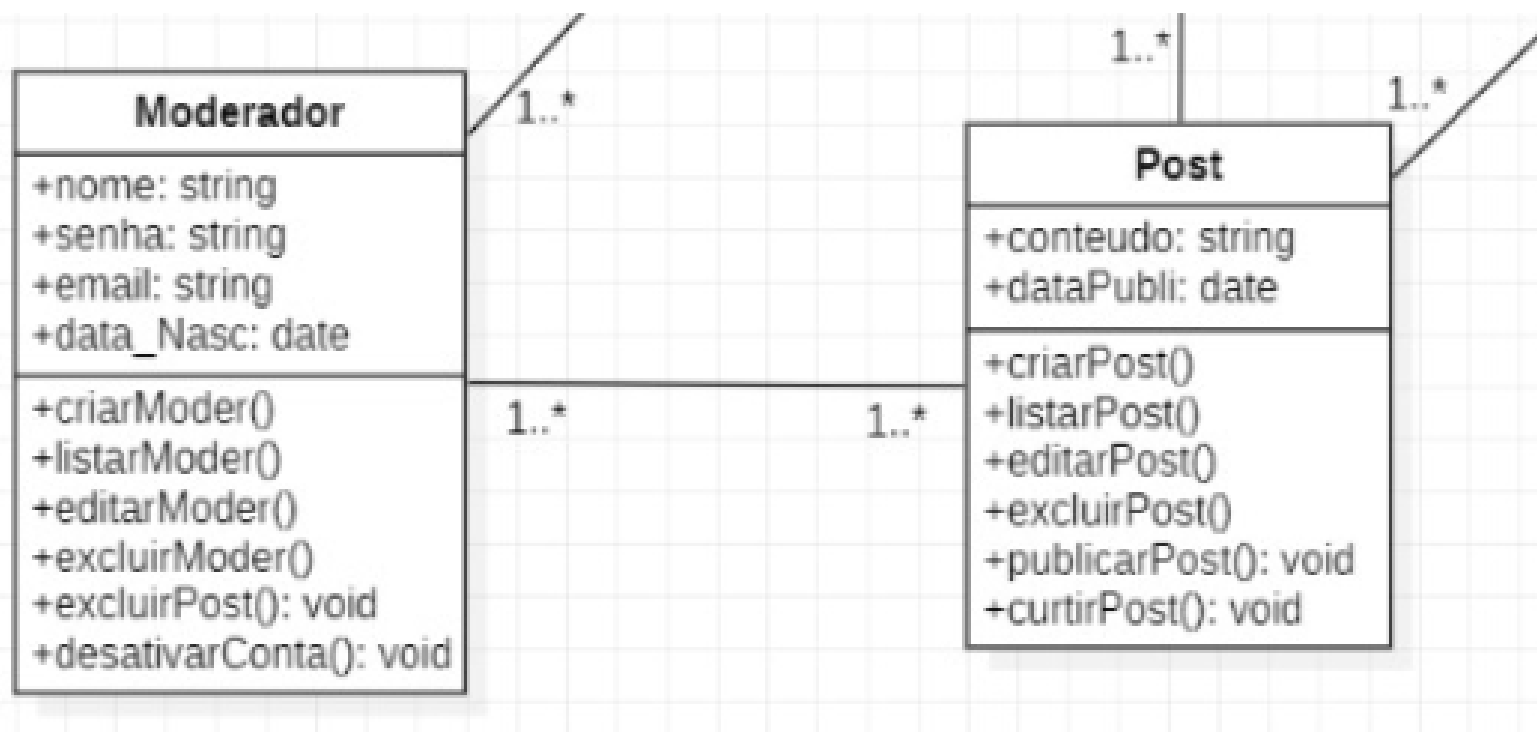 Moderador
+nome: string
+senha: string
+email: string
+data_Nasc: date
+criarModer()
+listarModer()
+editarModer()
+excluirModer()
+excluirPost(): void
+desativarConta(): void
1..*
1..*
1..*
1..*
1..*
Post
+conteudo: string
+dataPubli: date
+criarPost()
+listarPost()
+editarPost()
+excluirPost()
+publicarPost(): void
+curtirPost(): void